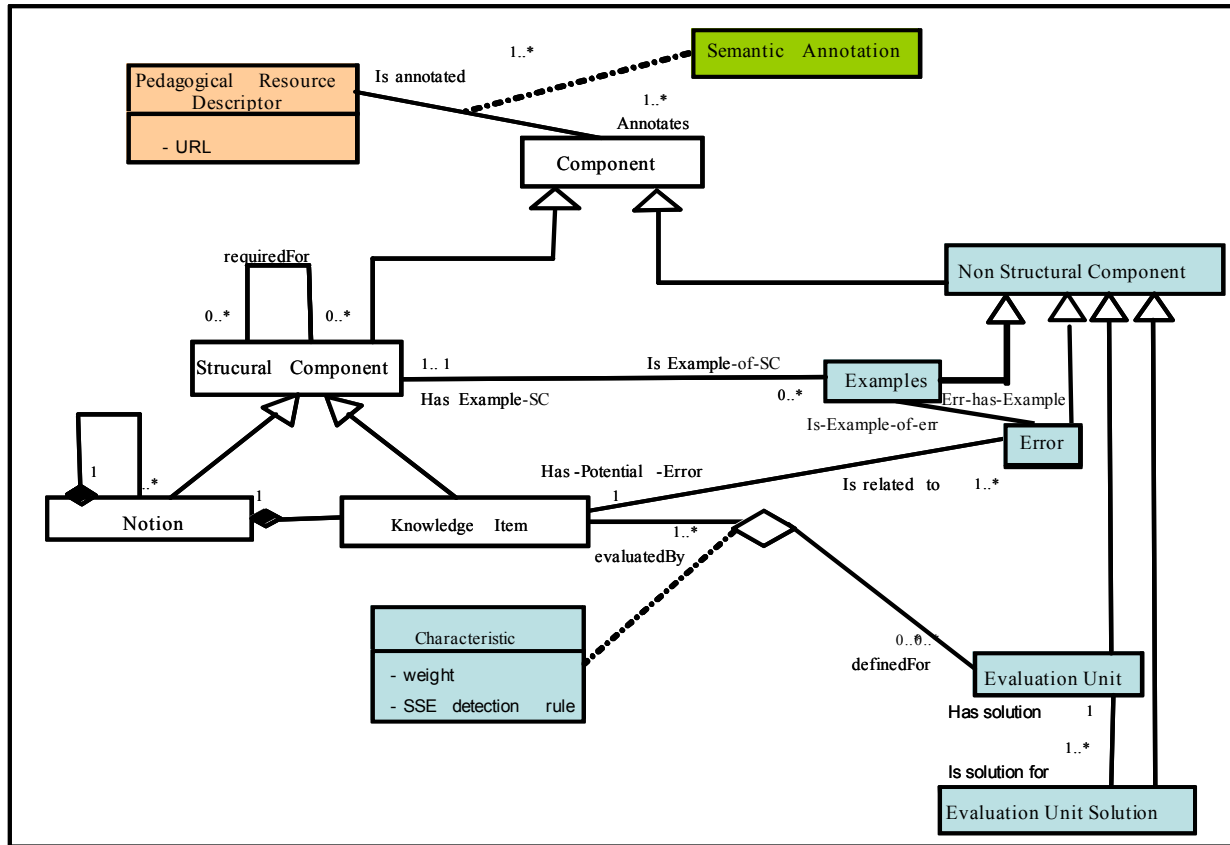 1..*
Semantic Annotation
Is annotated
Pedagogical Resource
Descriptor
- URL
1..*
Annotates
Component
requiredFor
0..*
0..*
Non Structural Component
Strucural Component
1.. 1
Is Example-of-SC
Has Example-SC
0..*
Examples
Err-has-Example
Is-Example-of-err
Error
1
..*
Has -Potential -Error
Is related to
1..*
1
1
Notion
Knowledge Item
1..*
evaluatedBy
Characteristic
- weight
- SSE detection rule
0..0..
definedFor
Evaluation Unit
Has solution
1
1..*
Is solution for
Evaluation Unit Solution